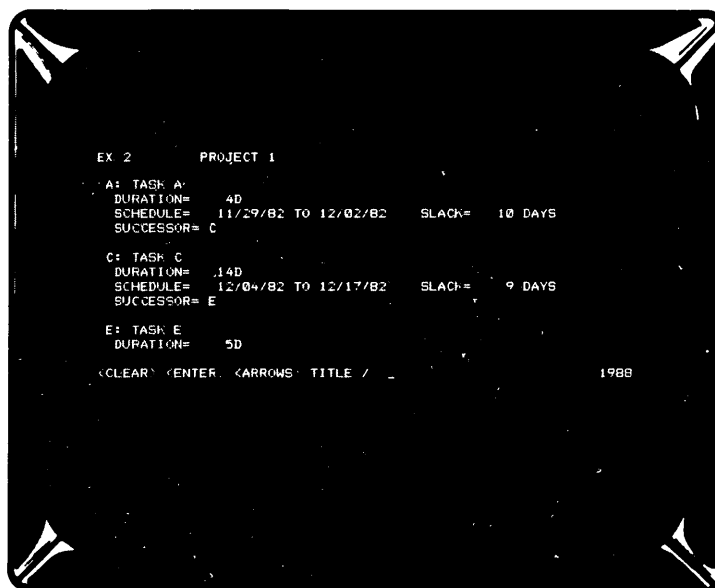 EX 2 PROJECT 1
A: TASK A
DURATION= 4D
SCHEDULE= 11/29/82 TO 12/02/82 SLACK= 10 DAYS
SUCCESSOR= C
C: TASK C
DURATION= 14D
SCHEDULE= 12/04/82 TO 12/17/82 SLACK= 9 DAYS
SUCCESSOR= E
E: TASK E
DURATION= 5D
<CLEAR> <ENTER> <ARROWS> TITLE / _ 1988